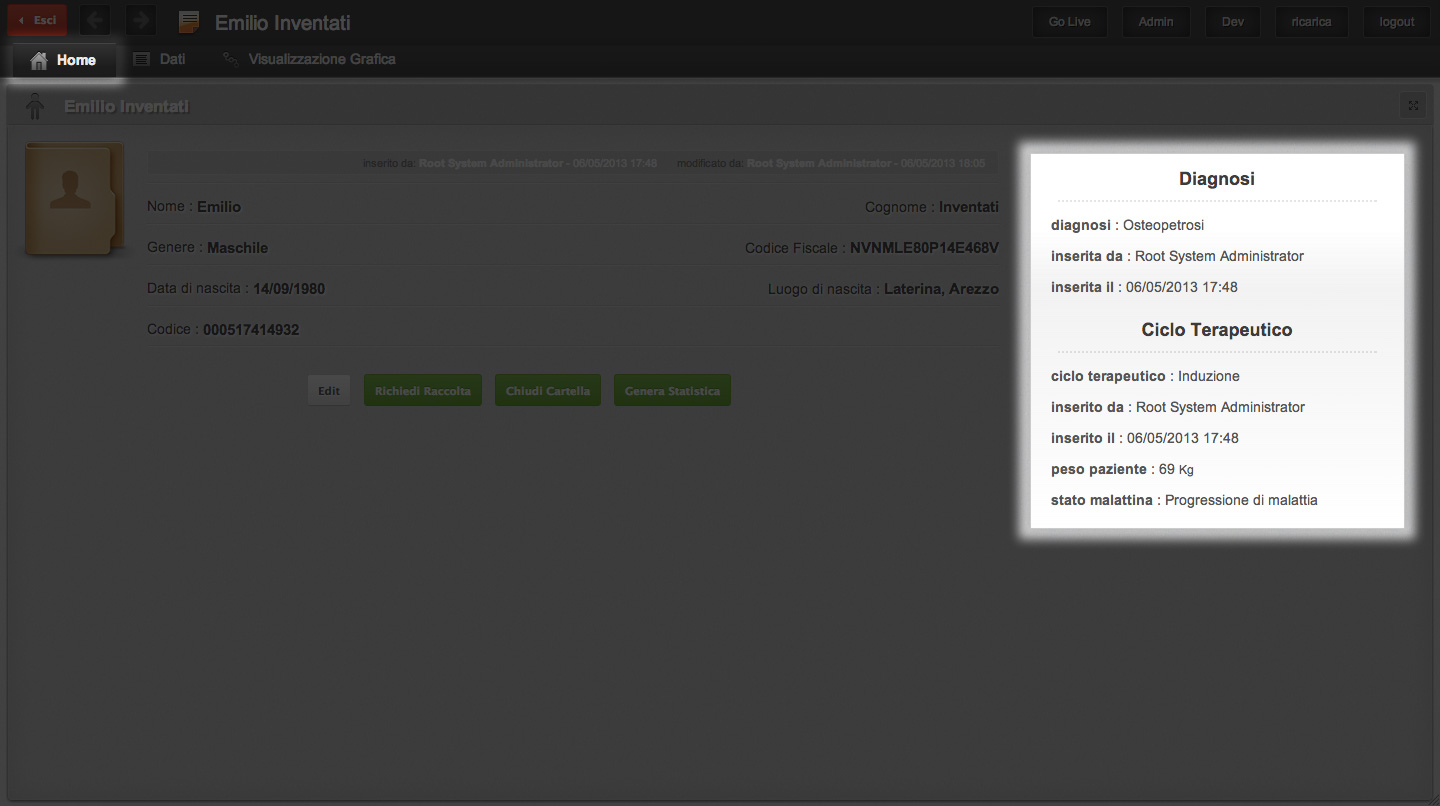 Esci
Emilio Inventati
Go Live
Admin
Dev
ricarica
logout
Home
Dati
Visualizzazione Grafica
Emilio Inventati
inserito da: Root System Administrator - 06/05/2013 17:48 modificato da: Root System Administrator - 06/05/2013 18:05
Nome : Emilio
Cognome : Inventati
Genere : Maschile
Codice Fiscale : NVNMLE80P14E468V
Data di nascita : 14/09/1980
Luogo di nascita : Laterina, Arezzo
Codice : 000517414932
Edit
Richiedi Raccolta
Chiudi Cartella
Genera Statistica
Diagnosi
diagnosi : Osteopetrosi
inserita da : Root System Administrator
inserita il : 06/05/2013 17:48
Ciclo Terapeutico
ciclo terapeutico : Induzione
inserito da : Root System Administrator
inserito il : 06/05/2013 17:48
peso paziente : 69 Kg
stato malattina : Progressione di malattia